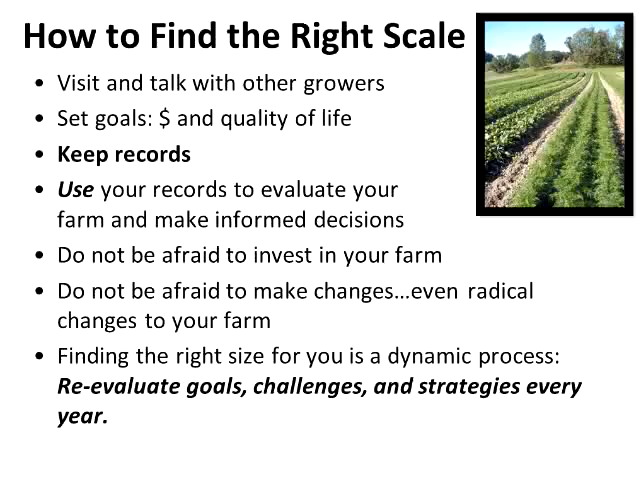 How to Find the Right Scale
• Visit and talk with other growers
• Set goals: $ and quality of life
• Keep records
• Use your records to evaluate your
farm and make informed decisions
• Do not be afraid to invest in your farm
• Do not be afraid to make changes…even radical
changes to your farm
• Finding the right size for you is a dynamic process:
Re-evaluate goals, challenges, and strategies every
year.